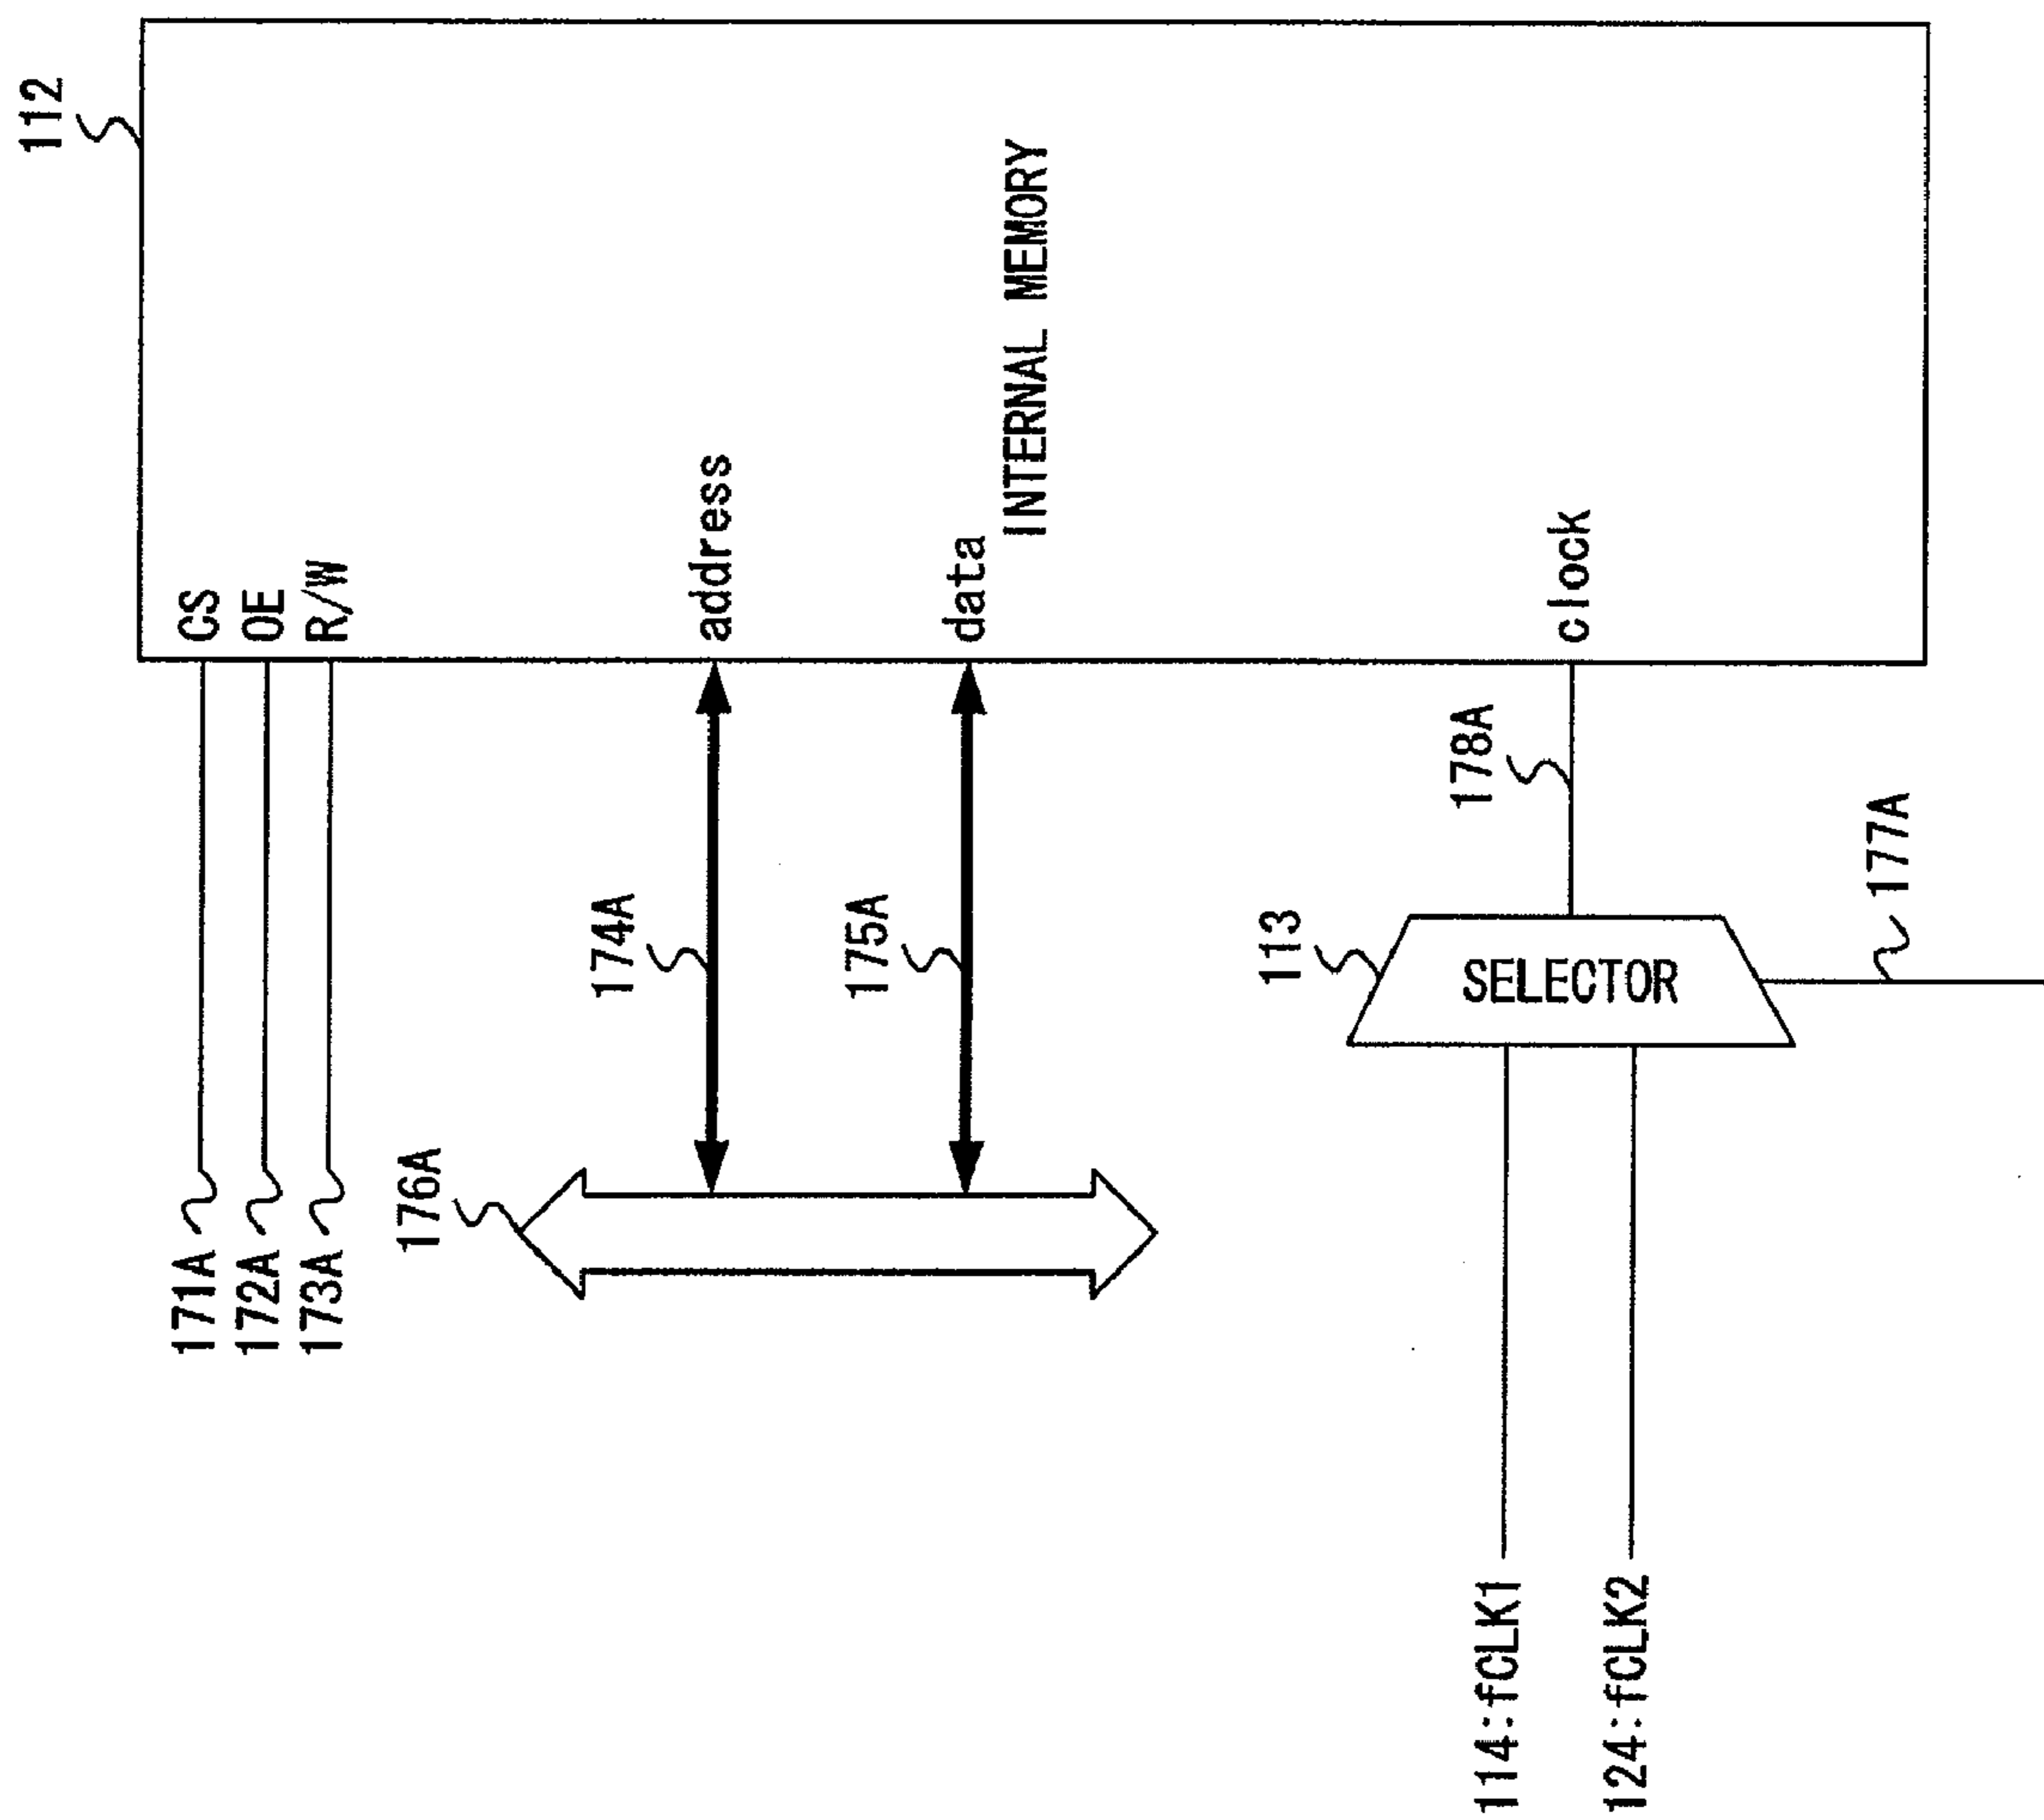 112
CS
OE
R/W
address
data
INTERNAL MEMORY
clock
171A
172A
173A
174A
175A
176A
178A
177A
113
SELECTOR
114:fCLK1
124:fCLK2